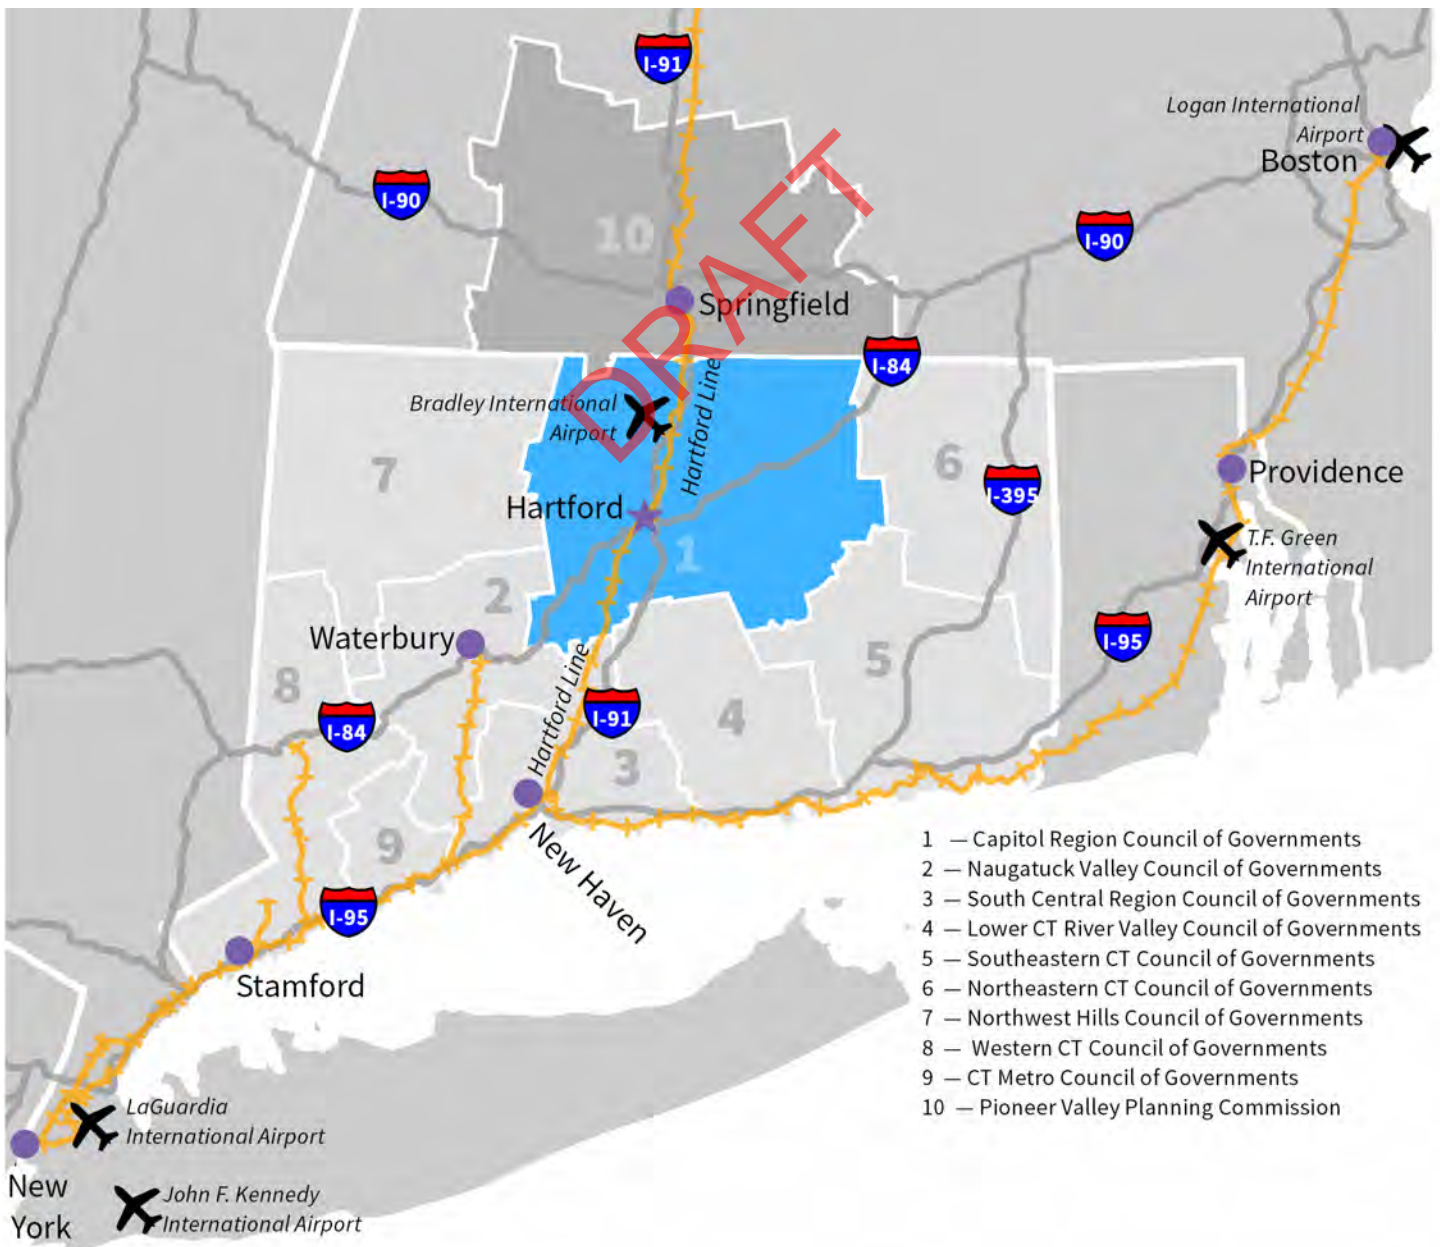 I-91
Logan International
Airport
Boston
I-90
I-90
10
Springfield
DRAFT
I-84
Bradley International
Airport
Hartford Line
7
6
I-395
Providence
Hartford
T.F. Green
International
Airport
1
2
Waterbury
I-95
5
8
Hartford Line
I-84
I-91
4
3
9
New Haven
I-95
Stamford
1 — Capitol Region Council of Governments
2 — Naugatuck Valley Council of Governments
3 — South Central Region Council of Governments
4 — Lower CT River Valley Council of Governments
5 — Southeastern CT Council of Governments
6 — Northeastern CT Council of Governments
7 — Northwest Hills Council of Governments
8 — Western CT Council of Governments
9 — CT Metro Council of Governments
10 — Pioneer Valley Planning Commission
LaGuardia
International Airport
New
York
John F. Kennedy
International Airport